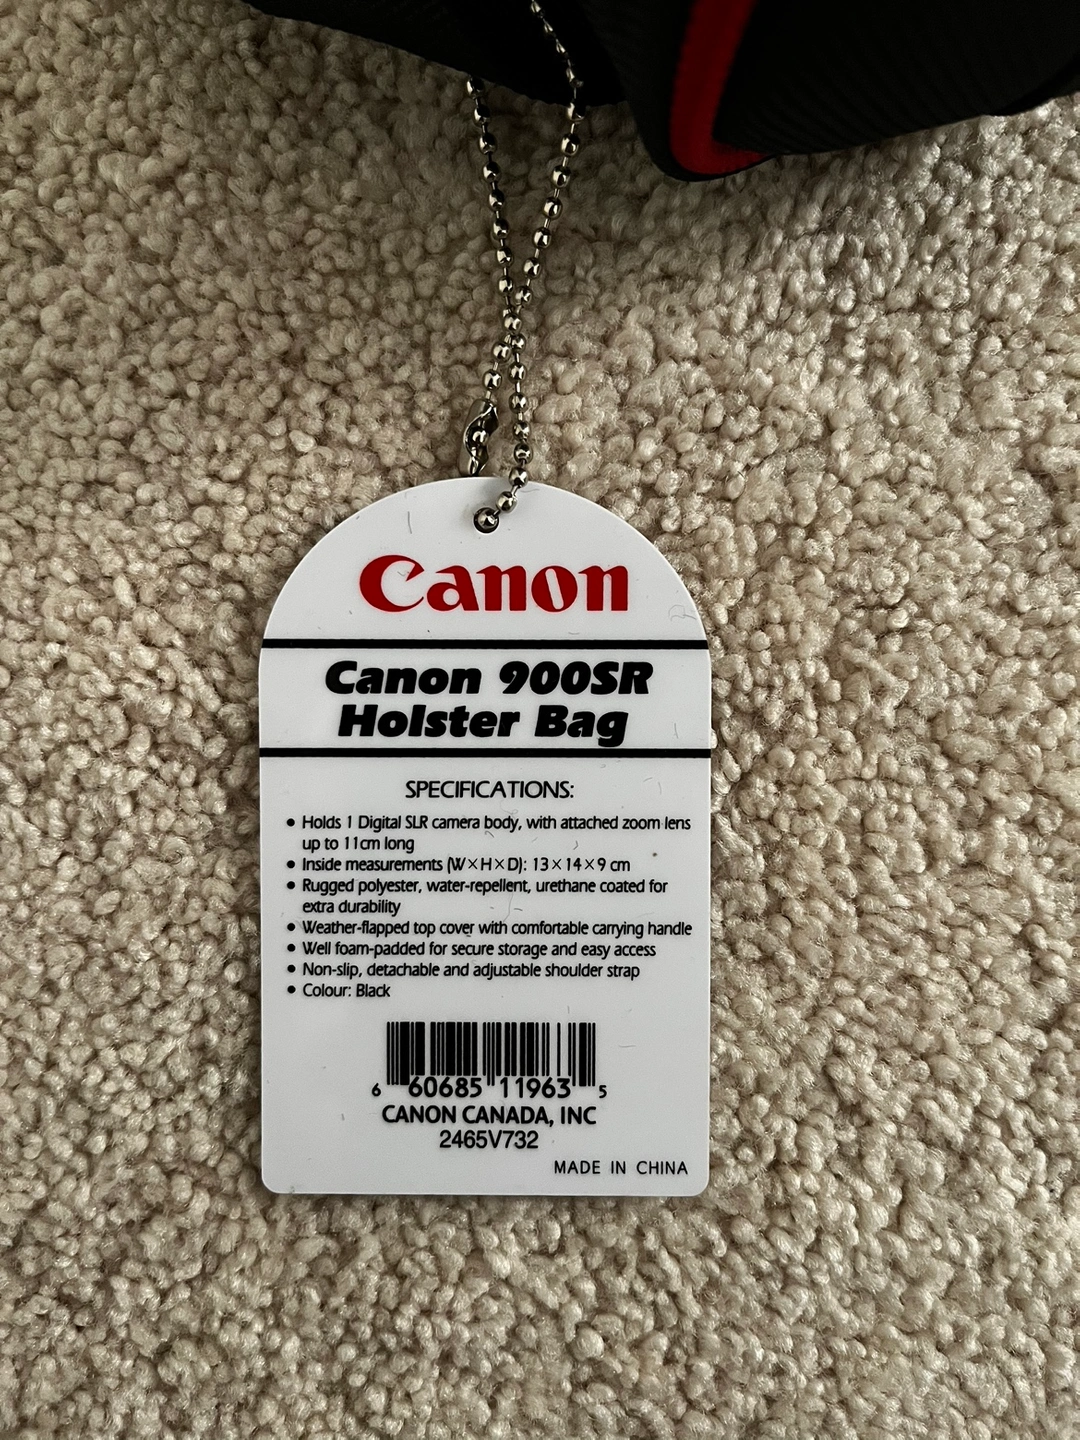 Canon
Canon 900SR
Holster Bag
SPECIFICATIONS:
• Holds 1 Digital SLR camera body, with attached zoom lens
up to 11cm long
• Inside measurements (W×H×D): 13×14×9 cm
• Rugged polyester, water-repellent, urethane coated for
extra durability
• Weather-flapped top cover with comfortable carrying handle
• Well foam-padded for secure storage and easy access
• Non-slip, detachable and adjustable shoulder strap
• Colour: Black
6 60685 11963 5
CANON CANADA, INC
2465V732
MADE IN CHINA